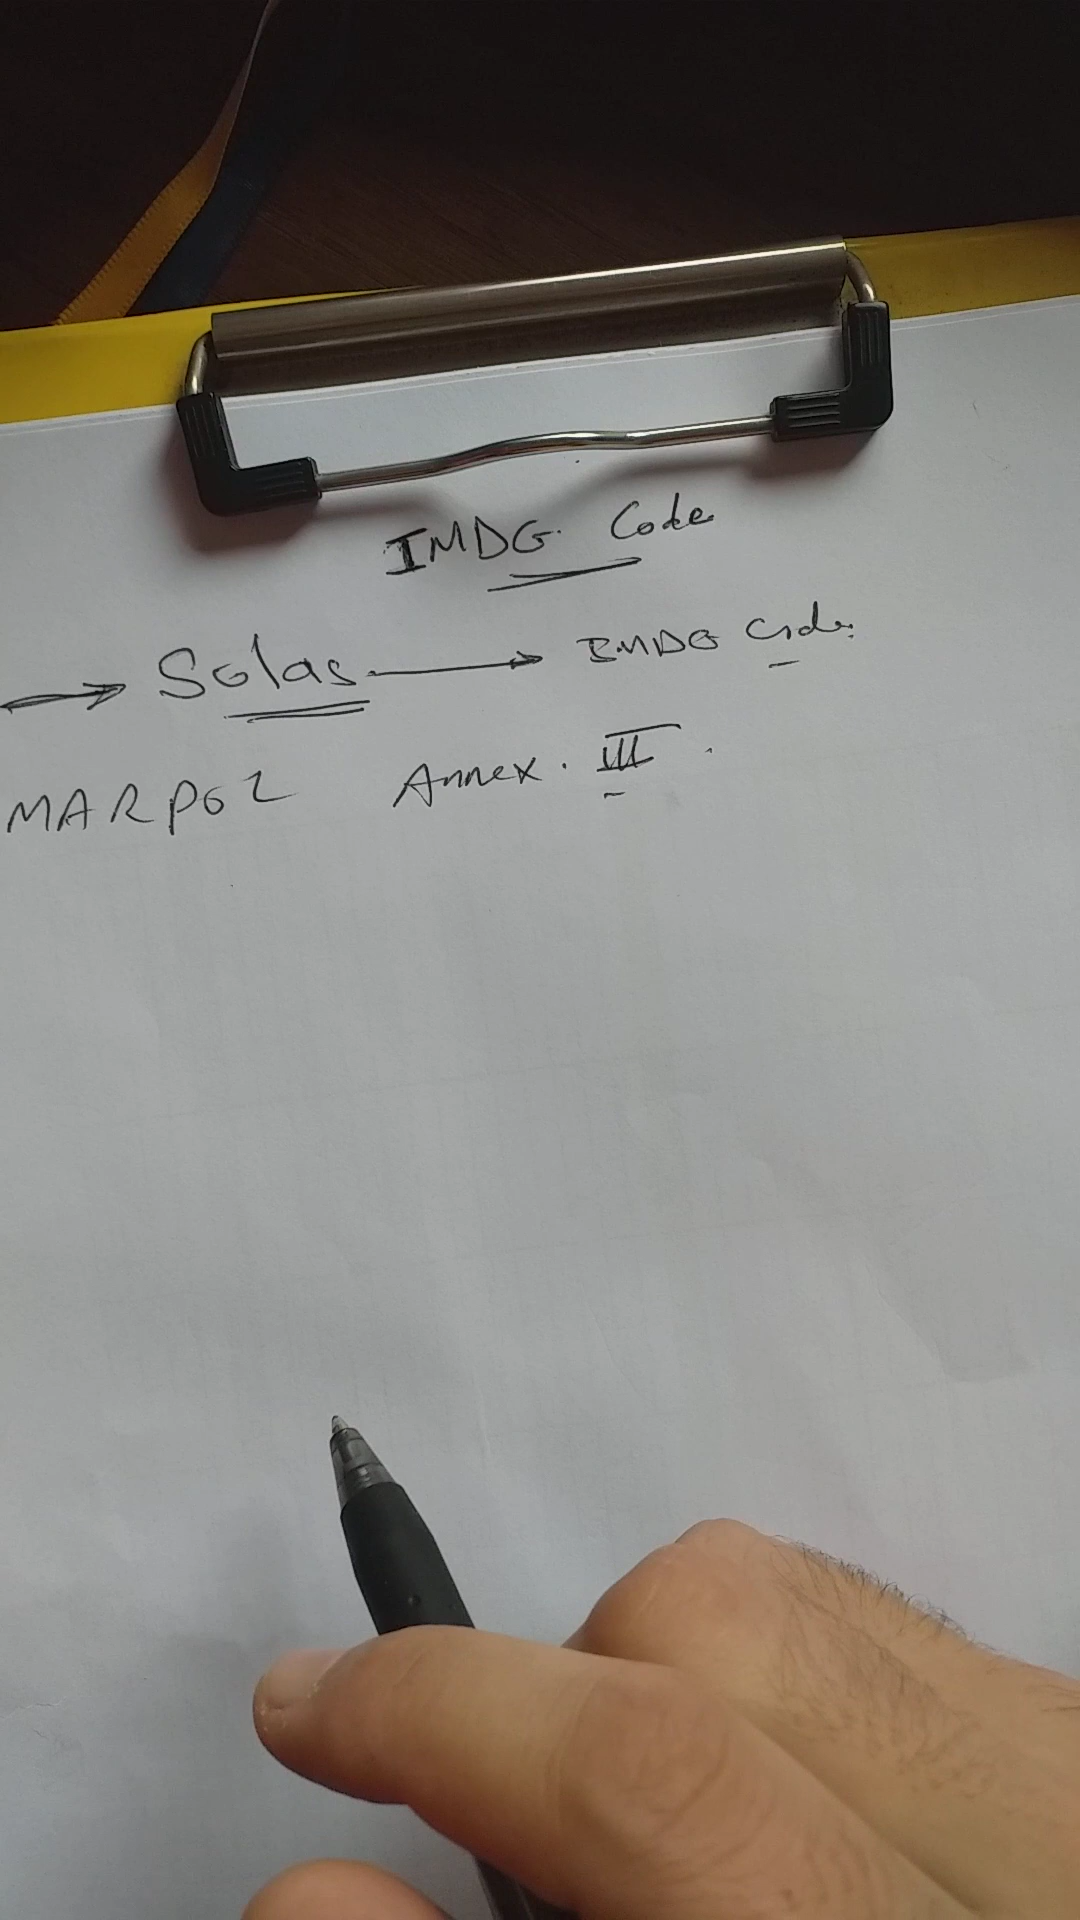 IMDG. Code
→ Solas. → IMDG Code.
MARPOL Annex. III.